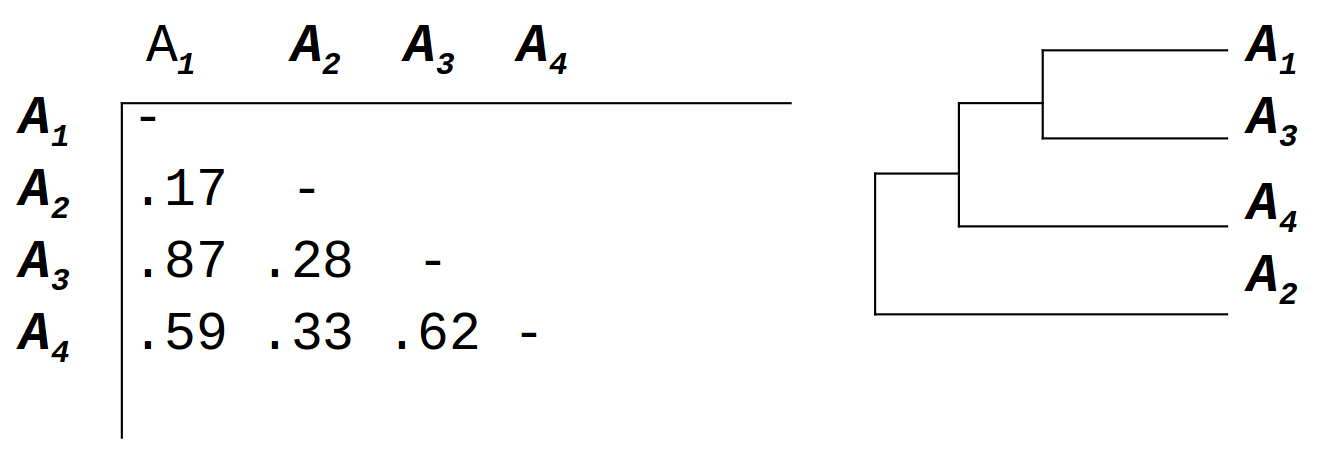 A1 A2 A3 A4
A1 -
A2 .17 -
A3 .87 .28 -
A4 .59 .33 .62 -
A1
A3
A4
A2